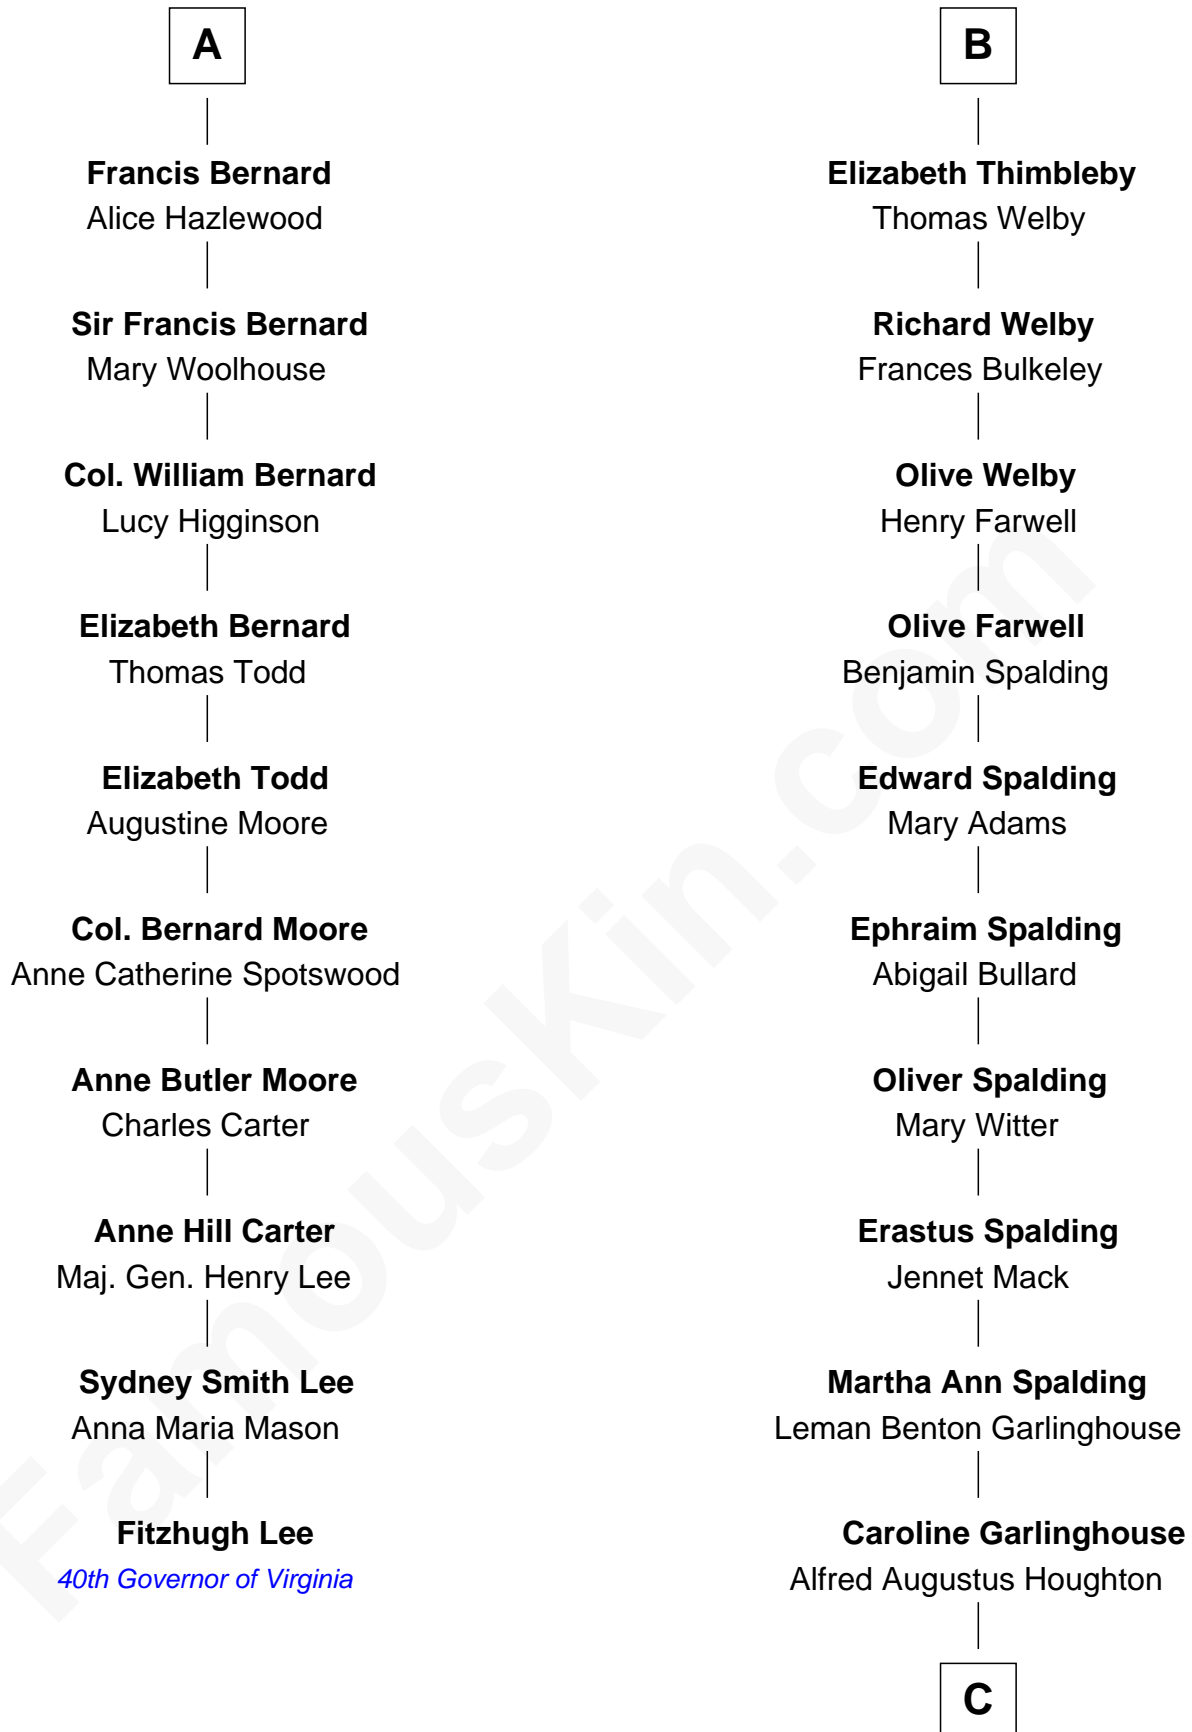 A
Francis Bernard
Alice Hazlewood
Sir Francis Bernard
Mary Woolhouse
Col. William Bernard
Lucy Higginson
Elizabeth Bernard
Thomas Todd
Elizabeth Todd
Augustine Moore
Col. Bernard Moore
Anne Catherine Spotswood
Anne Butler Moore
Charles Carter
Anne Hill Carter
Maj. Gen. Henry Lee
Sydney Smith Lee
Anna Maria Mason
Fitzhugh Lee
40th Governor of Virginia
B
Elizabeth Thimbleby
Thomas Welby
Richard Welby
Frances Bulkeley
Olive Welby
Henry Farwell
Olive Farwell
Benjamin Spalding
Edward Spalding
Mary Adams
Ephraim Spalding
Abigail Bullard
Oliver Spalding
Mary Witter
Erastus Spalding
Jennet Mack
Martha Ann Spalding
Leman Benton Garlinghouse
Caroline Garlinghouse
Alfred Augustus Houghton
C
FamousKin.com